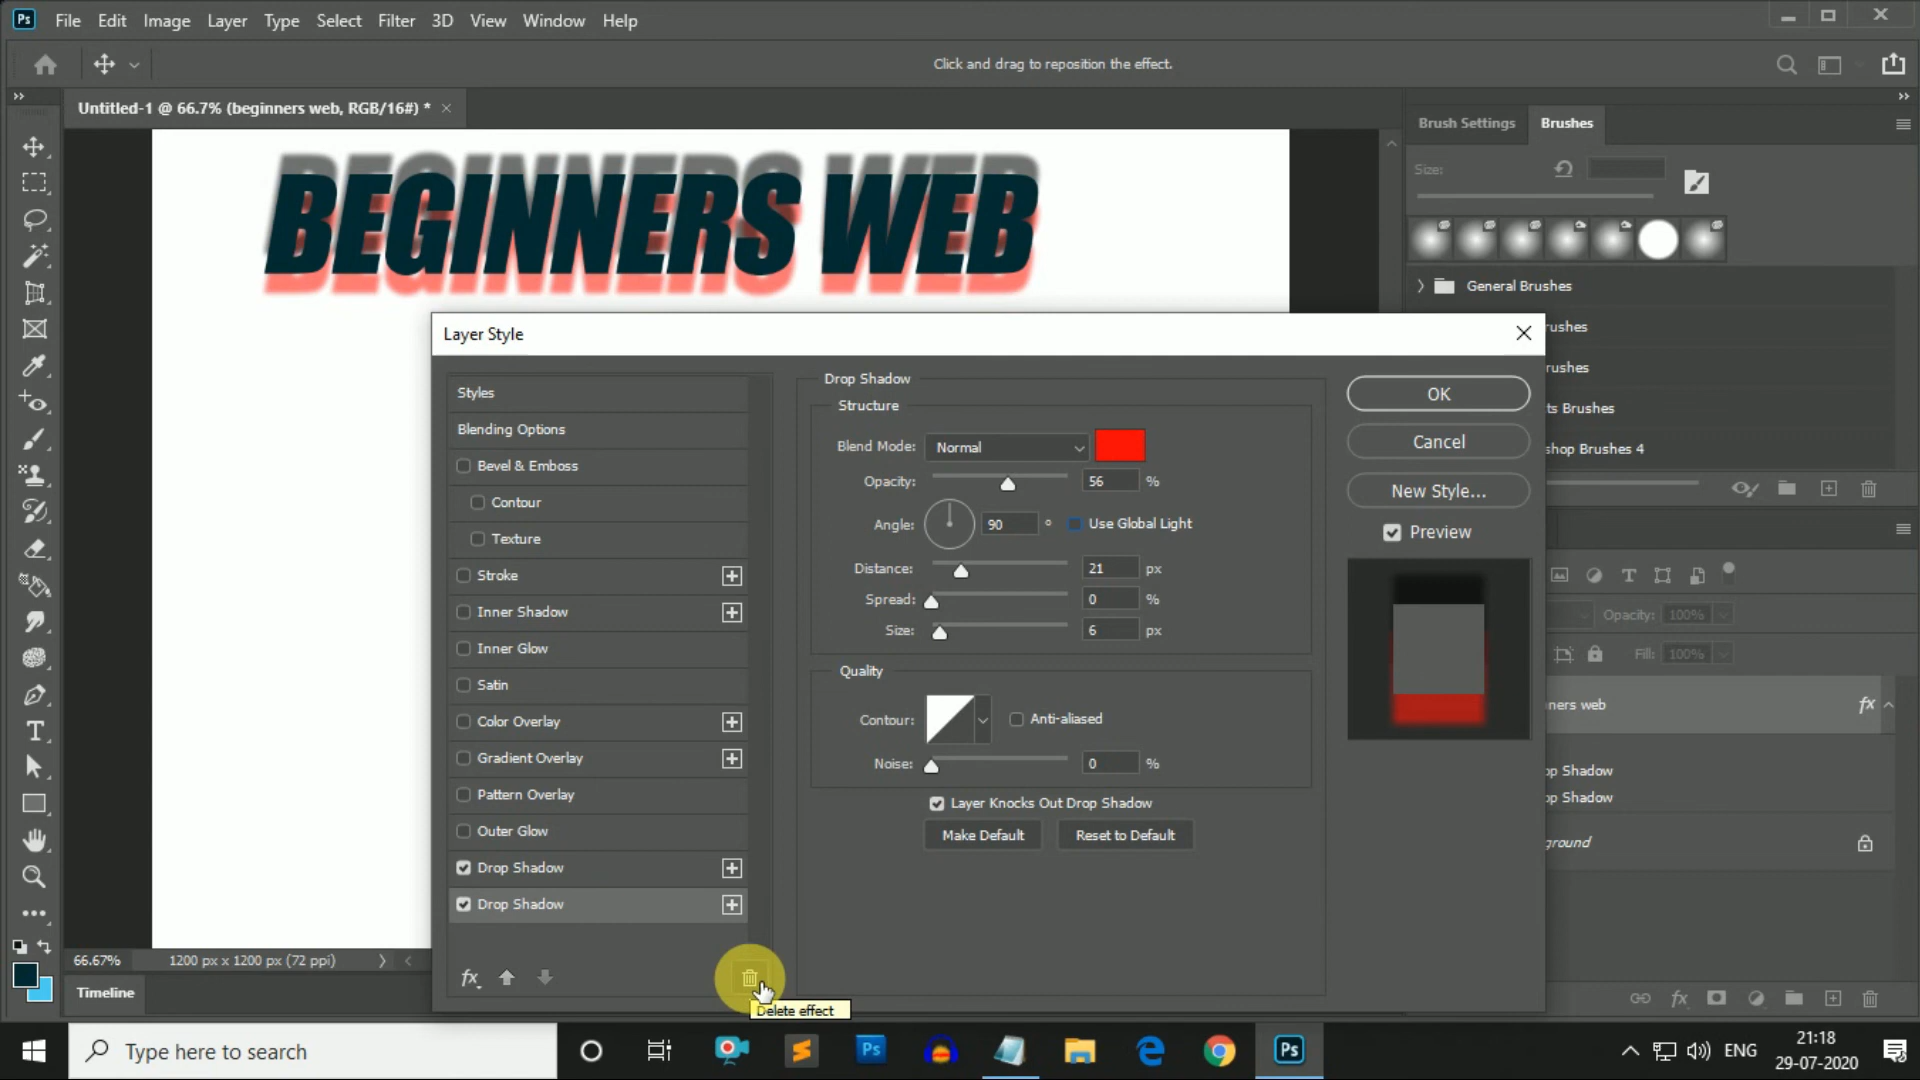 Ps File Edit Image Layer Type Select Filter 3D View Window Help
Click and drag to reposition the effect.
Untitled-1 @ 66.7% (beginners web, RGB/16#) *
Brush Settings Brushes
Size:
BEGINNERS WEB
General Brushes
rushes
rushes
ts Brushes
shop Brushes 4
Layer Style
Styles
Blending Options
Bevel & Emboss
Contour
Texture
Stroke
Inner Shadow
Inner Glow
Satin
Color Overlay
Gradient Overlay
Pattern Overlay
Outer Glow
Drop Shadow
Drop Shadow
fx
Delete effect
Drop Shadow
Structure
Blend Mode: Normal
Opacity: 56 %
Angle: 90 ° Use Global Light
Distance: 21 px
Spread: 0 %
Size: 6 px
Quality
Contour: Anti-aliased
Noise: 0 %
Layer Knocks Out Drop Shadow
Make Default Reset to Default
OK
Cancel
New Style...
Preview
Opacity: 100%
Fill: 100%
ners web fx
op Shadow
op Shadow
ground
fx
66.67% 1200 px x 1200 px (72 ppi)
Timeline
Type here to search
Ps
Ps
ENG
21:18
29-07-2020